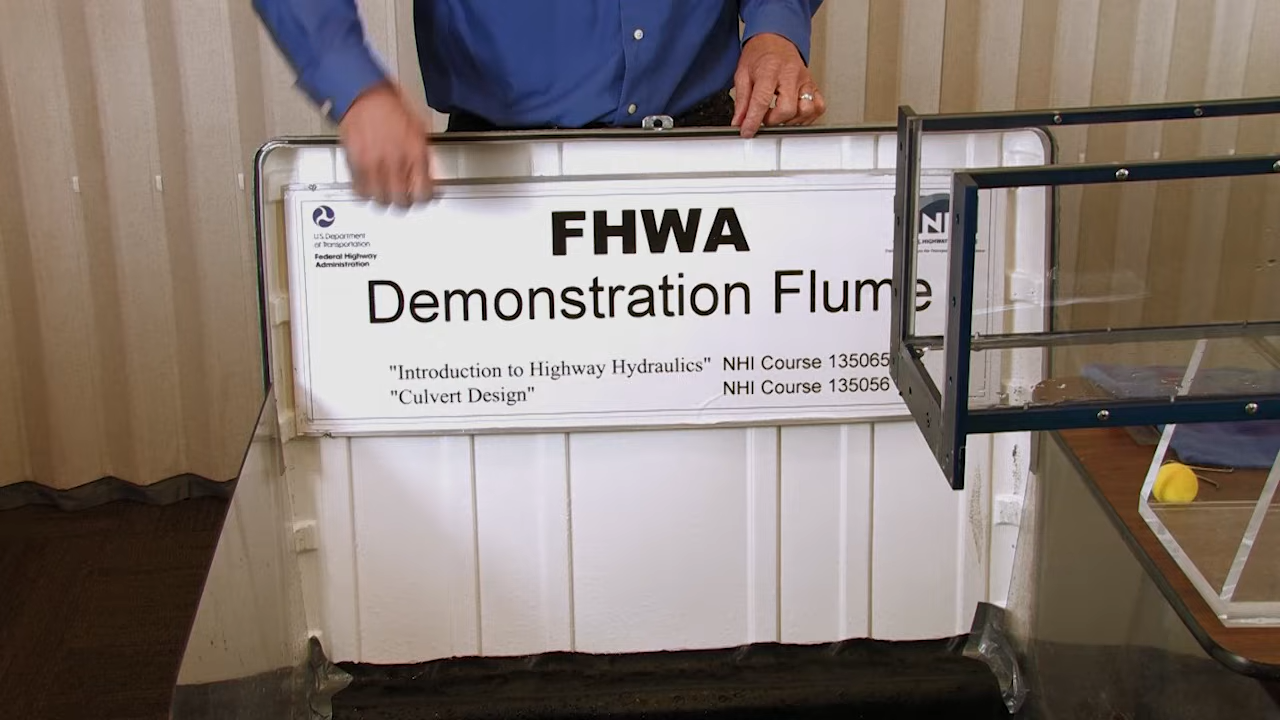 U.S. Department
of Transportation
Federal Highway
Administration
FHWA
Demonstration Flume
"Introduction to Highway Hydraulics" NHI Course 135065
"Culvert Design" NHI Course 135056